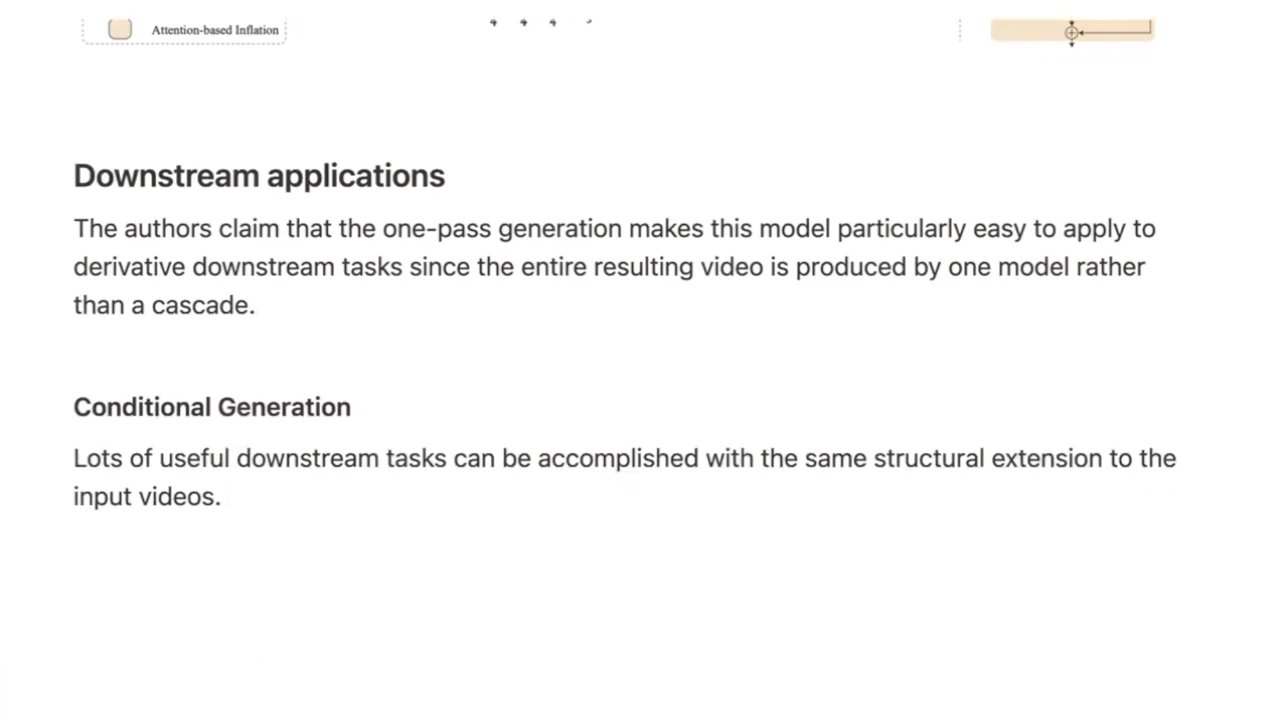 Attention-based Inflation
Downstream applications
The authors claim that the one-pass generation makes this model particularly easy to apply to
derivative downstream tasks since the entire resulting video is produced by one model rather
than a cascade.
Conditional Generation
Lots of useful downstream tasks can be accomplished with the same structural extension to the
input videos.